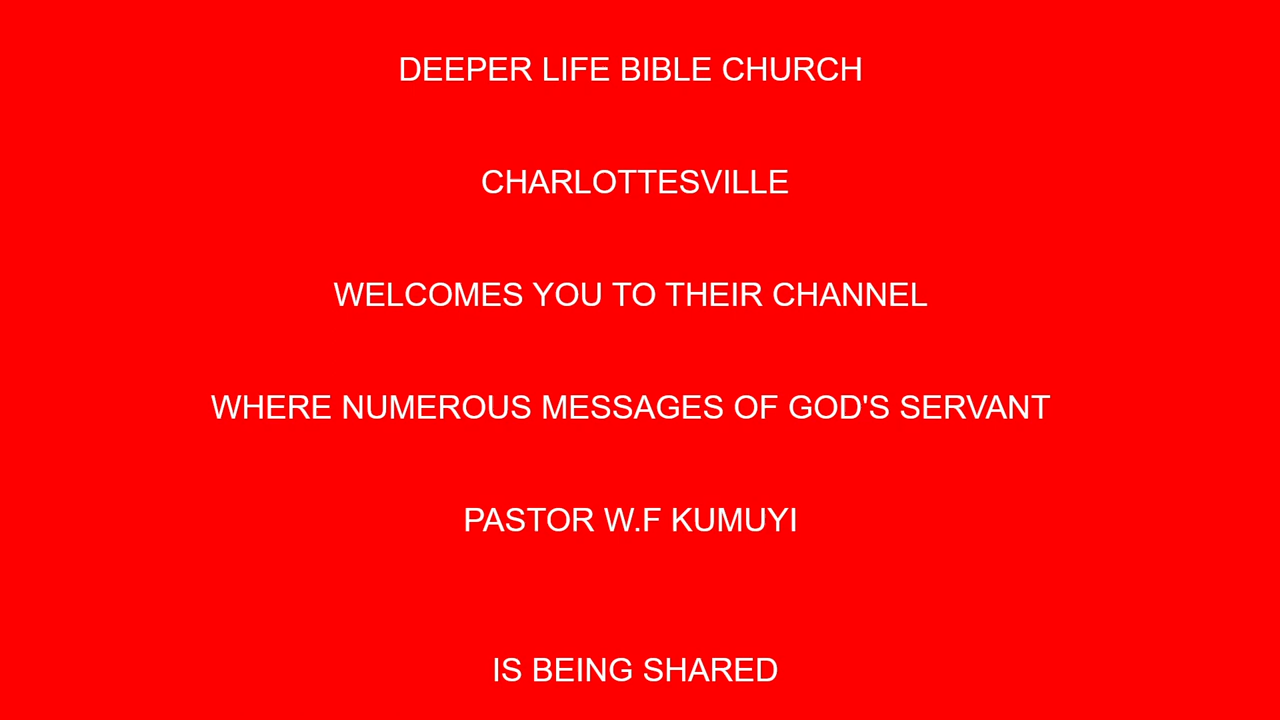 DEEPER LIFE BIBLE CHURCH
CHARLOTTESVILLE
WELCOMES YOU TO THEIR CHANNEL
WHERE NUMEROUS MESSAGES OF GOD'S SERVANT
PASTOR W.F KUMUYI
IS BEING SHARED